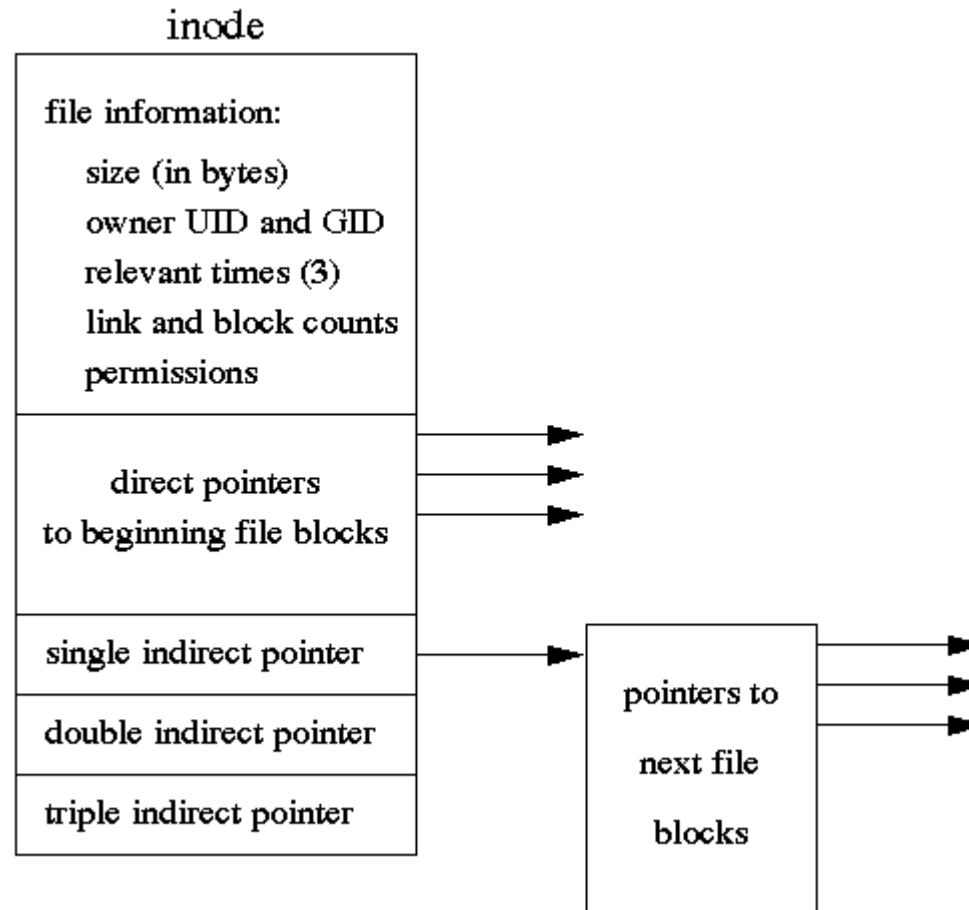 inode
file information:
size (in bytes)
owner UID and GID
relevant times (3)
link and block counts
permissions
direct pointers
to beginning file blocks
single indirect pointer
double indirect pointer
triple indirect pointer
pointers to
next file
blocks